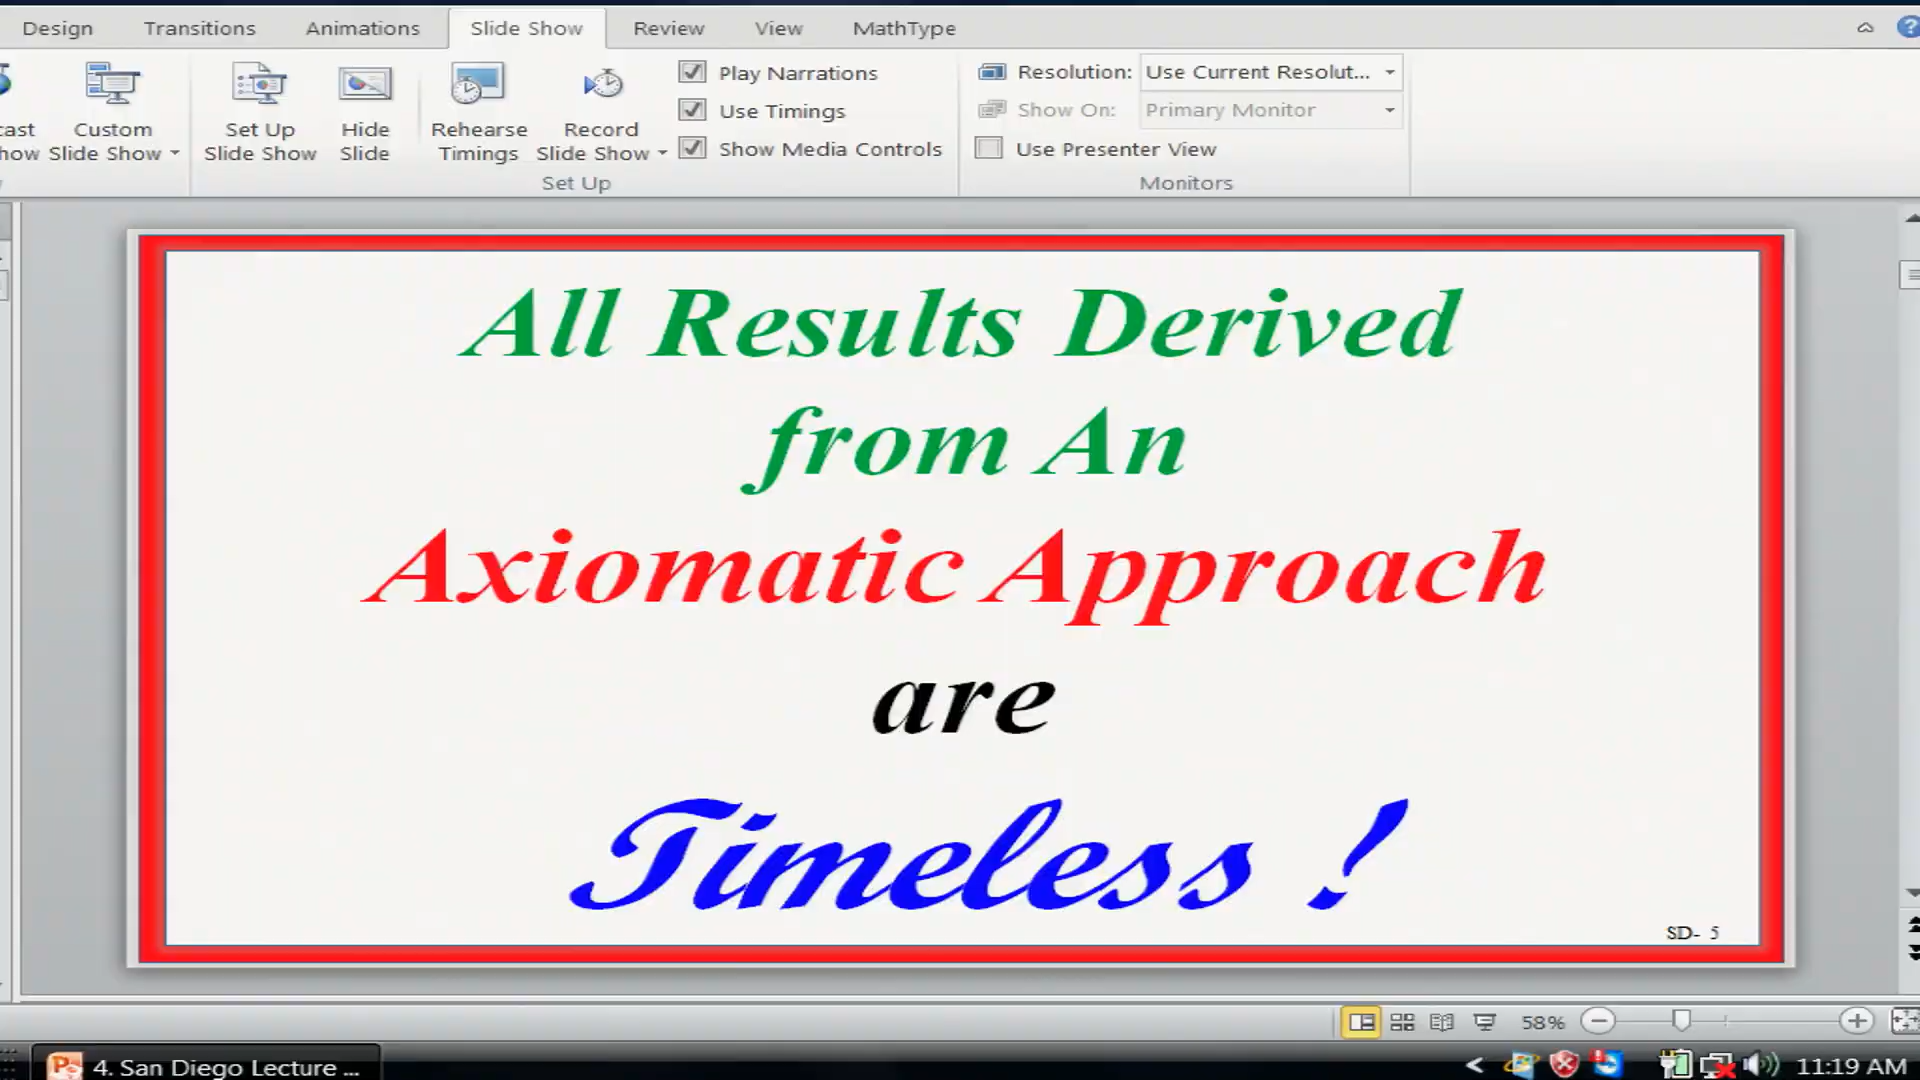 Design Transitions Animations Slide Show Review View MathType
Custom Slide Show
Set Up Slide Show
Hide Slide
Rehearse Timings
Record Slide Show
Play Narrations
Use Timings
Show Media Controls
Set Up
Resolution: Use Current Resolut...
Show On: Primary Monitor
Use Presenter View
Monitors
All Results Derived
from An
Axiomatic Approach
are
Timeless !
SD- 5
58%
4. San Diego Lecture ...
11:19 AM